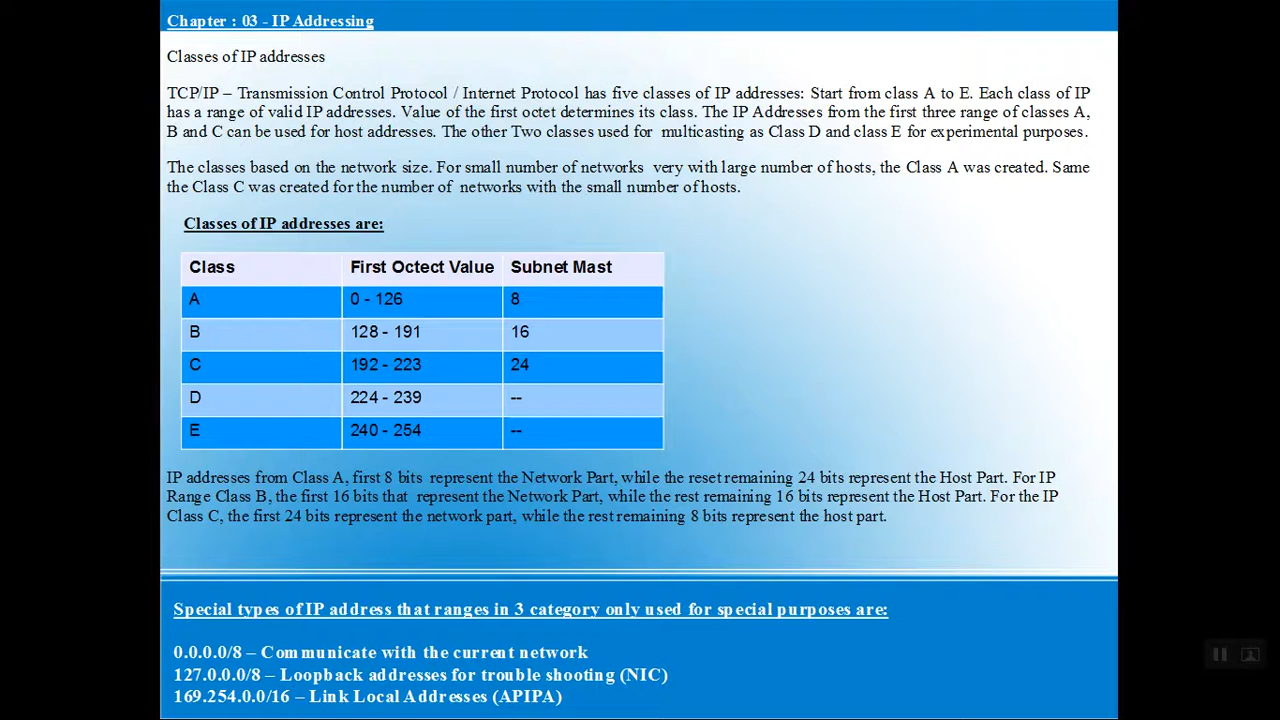 Chapter : 03 - IP Addressing
Classes of IP addresses
TCP/IP – Transmission Control Protocol / Internet Protocol has five classes of IP addresses: Start from class A to E. Each class of IP
has a range of valid IP addresses. Value of the first octet determines its class. The IP Addresses from the first three range of classes A,
B and C can be used for host addresses. The other Two classes used for multicasting as Class D and class E for experimental purposes.
The classes based on the network size. For small number of networks very with large number of hosts, the Class A was created. Same
the Class C was created for the number of networks with the small number of hosts.
Classes of IP addresses are:
Class First Octect Value Subnet Mast
A 0 - 126 8
B 128 - 191 16
C 192 - 223 24
D 224 - 239 --
E 240 - 254 --
IP addresses from Class A, first 8 bits represent the Network Part, while the reset remaining 24 bits represent the Host Part. For IP
Range Class B, the first 16 bits that represent the Network Part, while the rest remaining 16 bits represent the Host Part. For the IP
Class C, the first 24 bits represent the network part, while the rest remaining 8 bits represent the host part.
Special types of IP address that ranges in 3 category only used for special purposes are:
0.0.0.0/8 – Communicate with the current network
127.0.0.0/8 – Loopback addresses for trouble shooting (NIC)
169.254.0.0/16 – Link Local Addresses (APIPA)